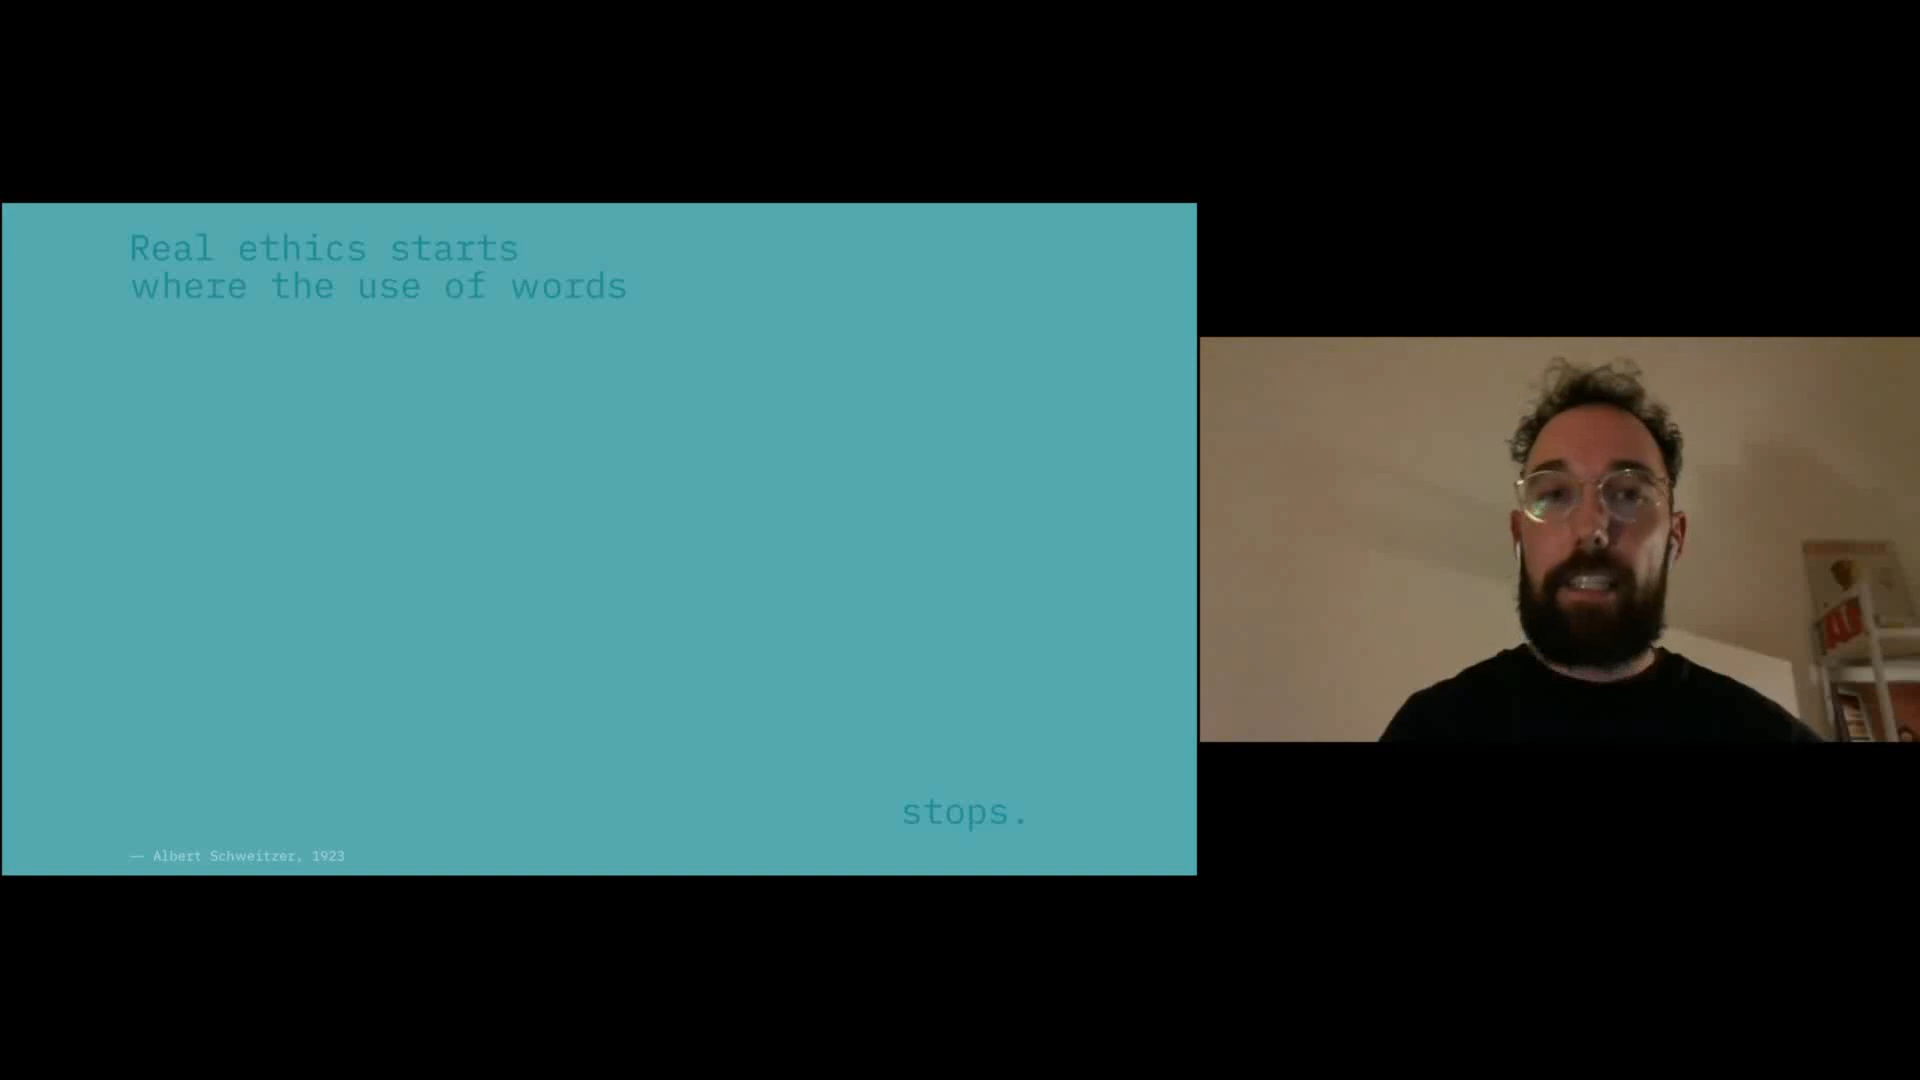 Real ethics starts
where the use of words
stops.
— Albert Schweitzer, 1923